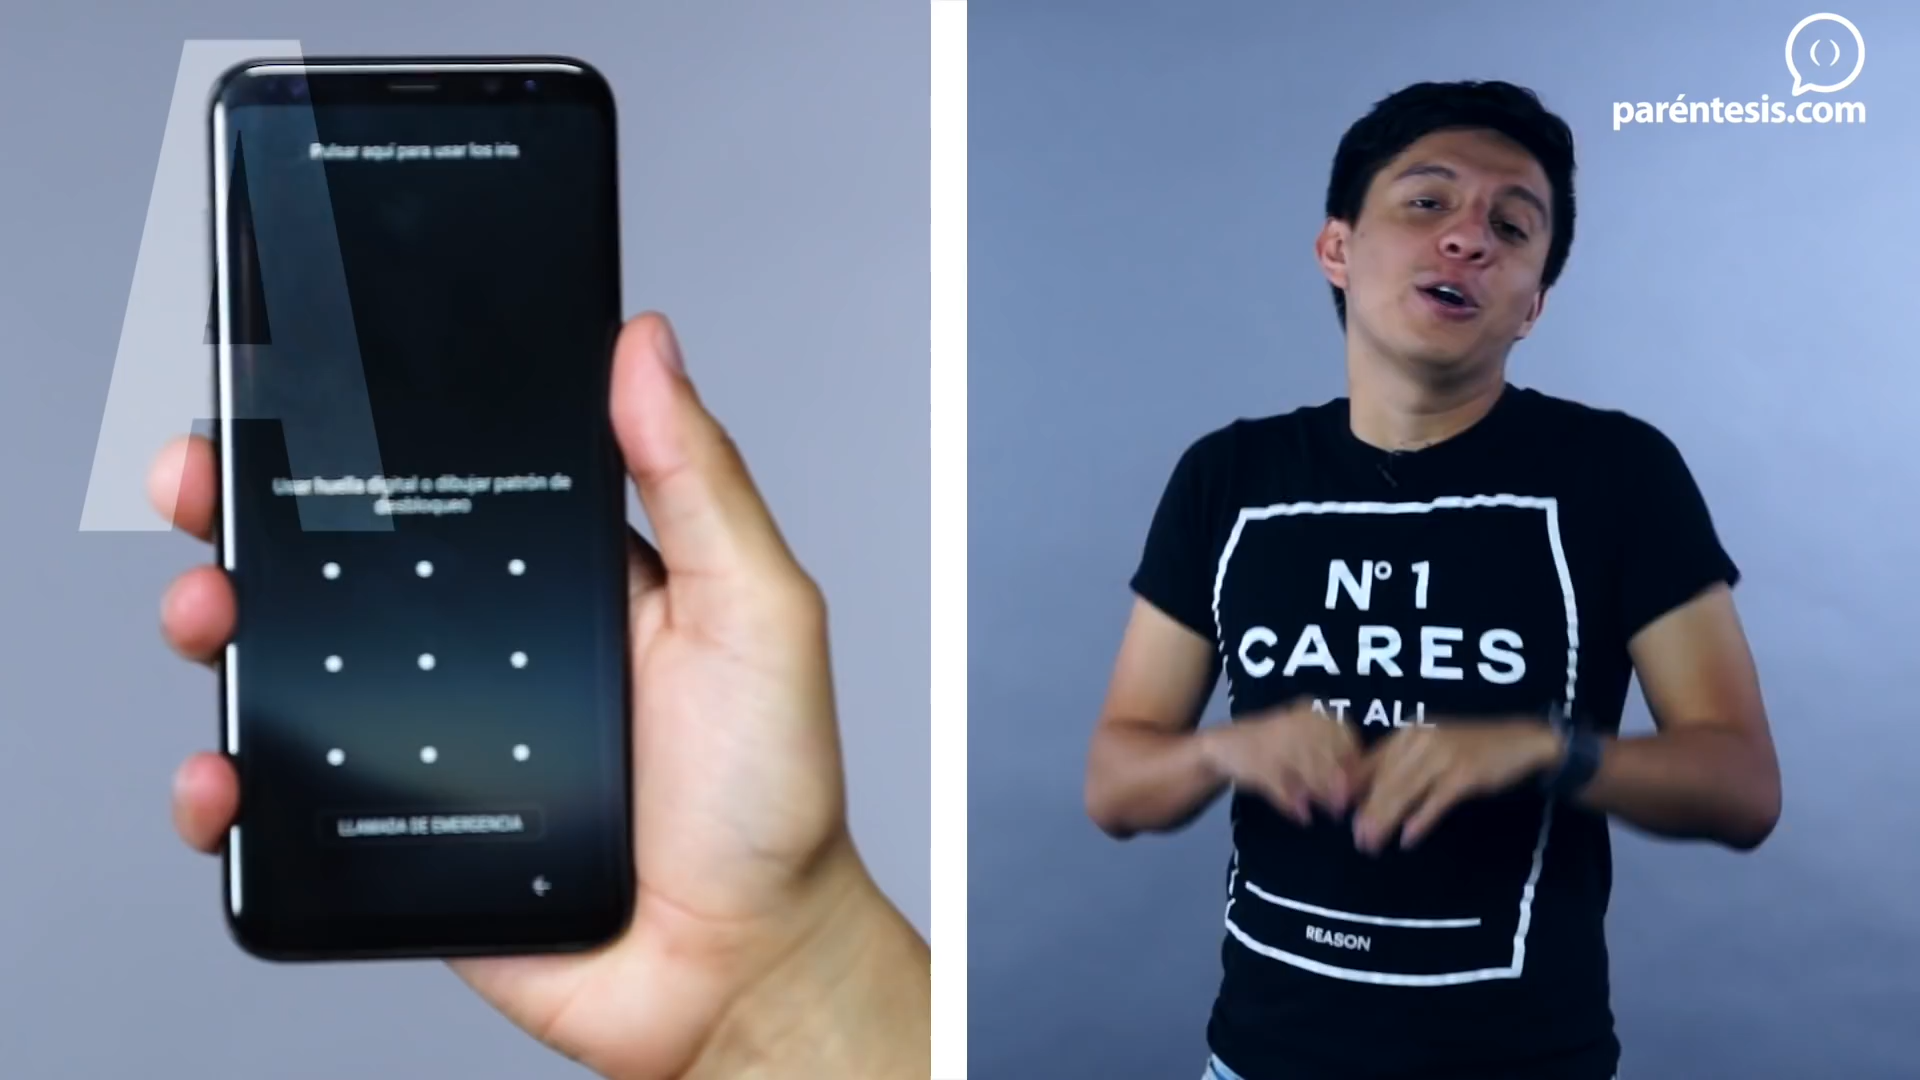 A
Pulsar aquí para usar los iris
Usar huella digital o dibujar patrón de
desbloqueo
LLAMADA DE EMERGENCIA
( )
paréntesis.com
Nº 1
CARES
AT ALL
REASON